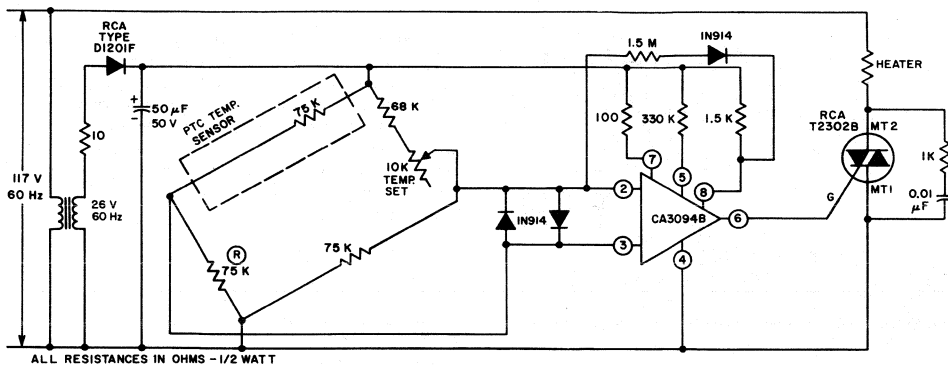 RCA
TYPE
D1201F
1.5 M
1N914
HEATER
+
50 µF
-
50 V
PTC TEMP.
SENSOR
75 K
68 K
10
100
330 K
1.5 K
RCA
T2302B
MT2
1K
117 V
60 Hz
10K
TEMP.
SET
7
5
8
2
26 V
60 Hz
1N914
CA3094B
6
G
MT1
0.01
µF
R
75 K
75 K
3
4
ALL RESISTANCES IN OHMS - 1/2 WATT